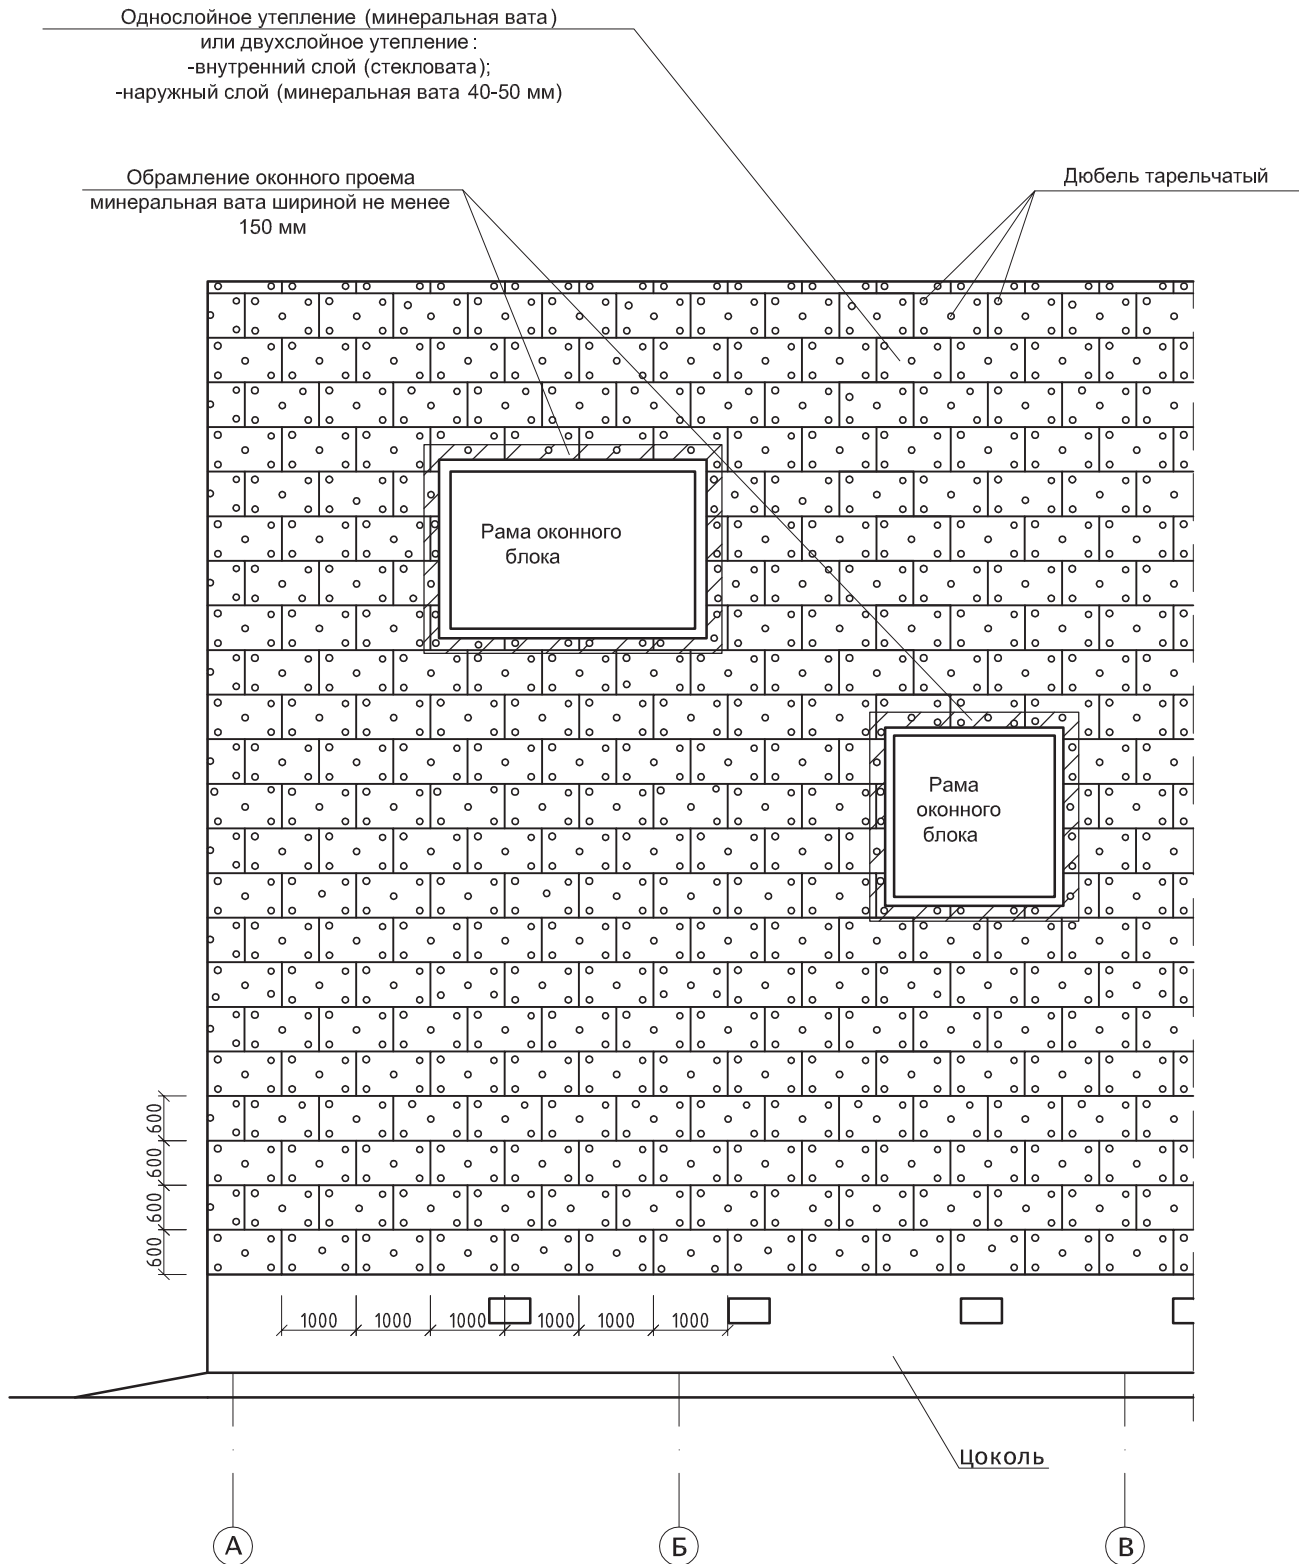 Однослойное утепление (минеральная вата)
или двухслойное утепление:
-внутренний слой (стекловата);
-наружный слой (минеральная вата 40-50 мм)
Обрамление оконного проема
минеральная вата шириной не менее
150 мм
Дюбель тарельчатый
Рама оконного
блока
Рама
оконного
блока
600
600
600
600
1000
1000
1000
1000
1000
1000
Цоколь
А
Б
В